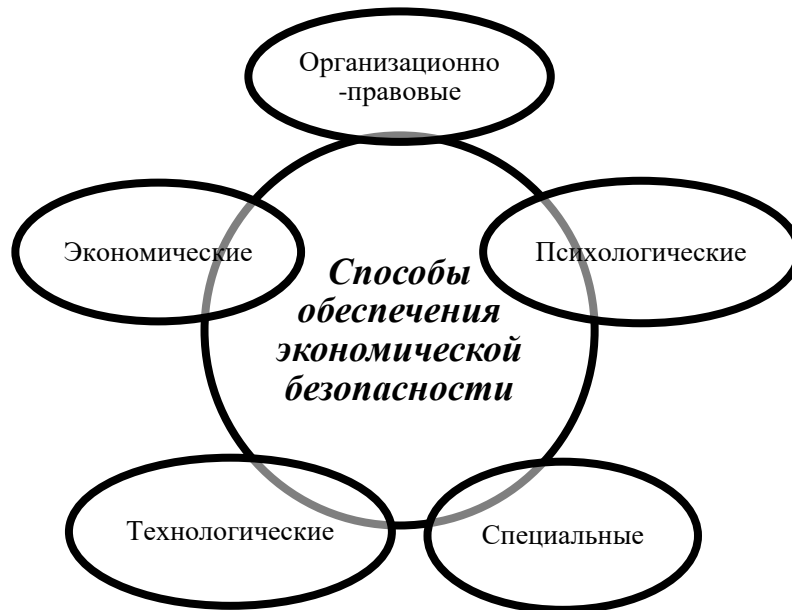 Организационно
-правовые
Экономические
Психологические
Способы
обеспечения
экономической
безопасности
Технологические
Специальные